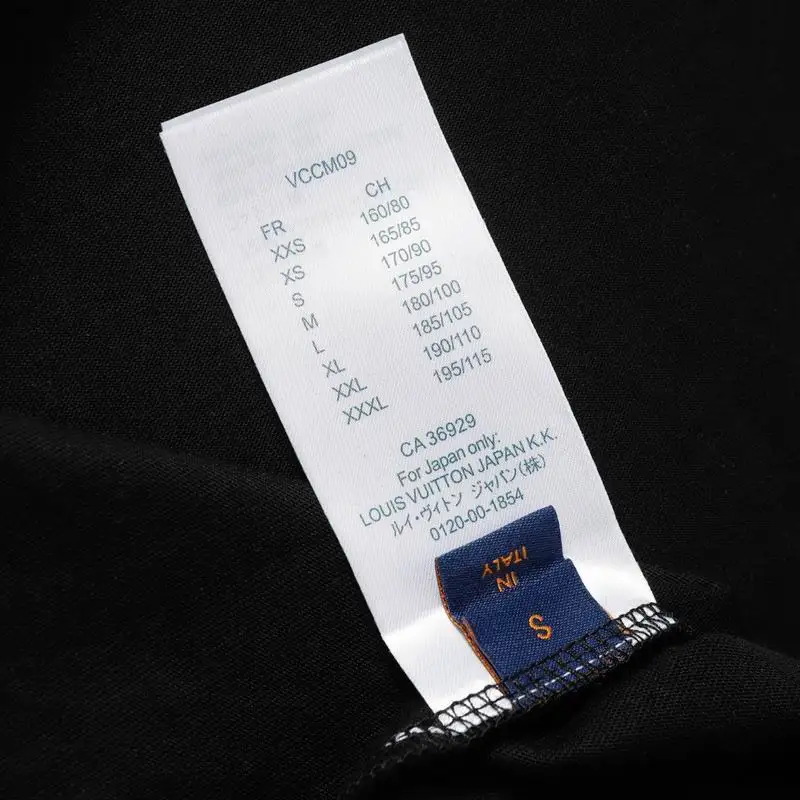 VCCM09
FR CH
XXS 160/80
XS 165/85
S 170/90
M 175/95
L 180/100
XL 185/105
XXL 190/110
XXXL 195/115
CA 36929
For Japan only:
LOUIS VUITTON JAPAN K.K.
ルイ・ヴィトン ジャパン(株)
0120-00-1854
IN
ITALY
S